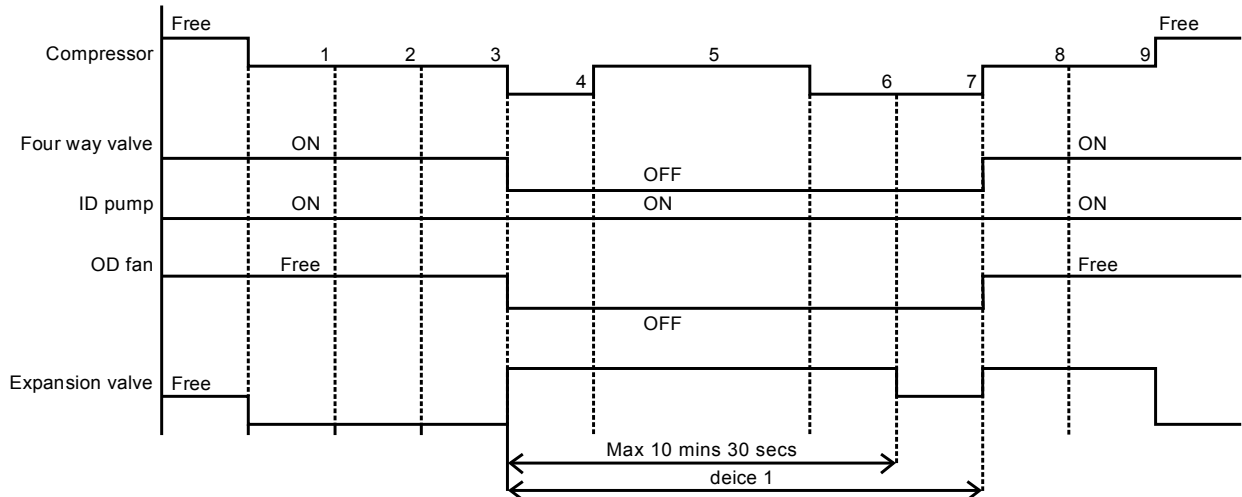 Free
Free
Compressor
1
2
3
4
5
6
7
8
9
Four way valve
ON
OFF
ON
ID pump
ON
ON
ON
OD fan
Free
OFF
Free
Expansion valve
Free
Max 10 mins 30 secs
deice 1